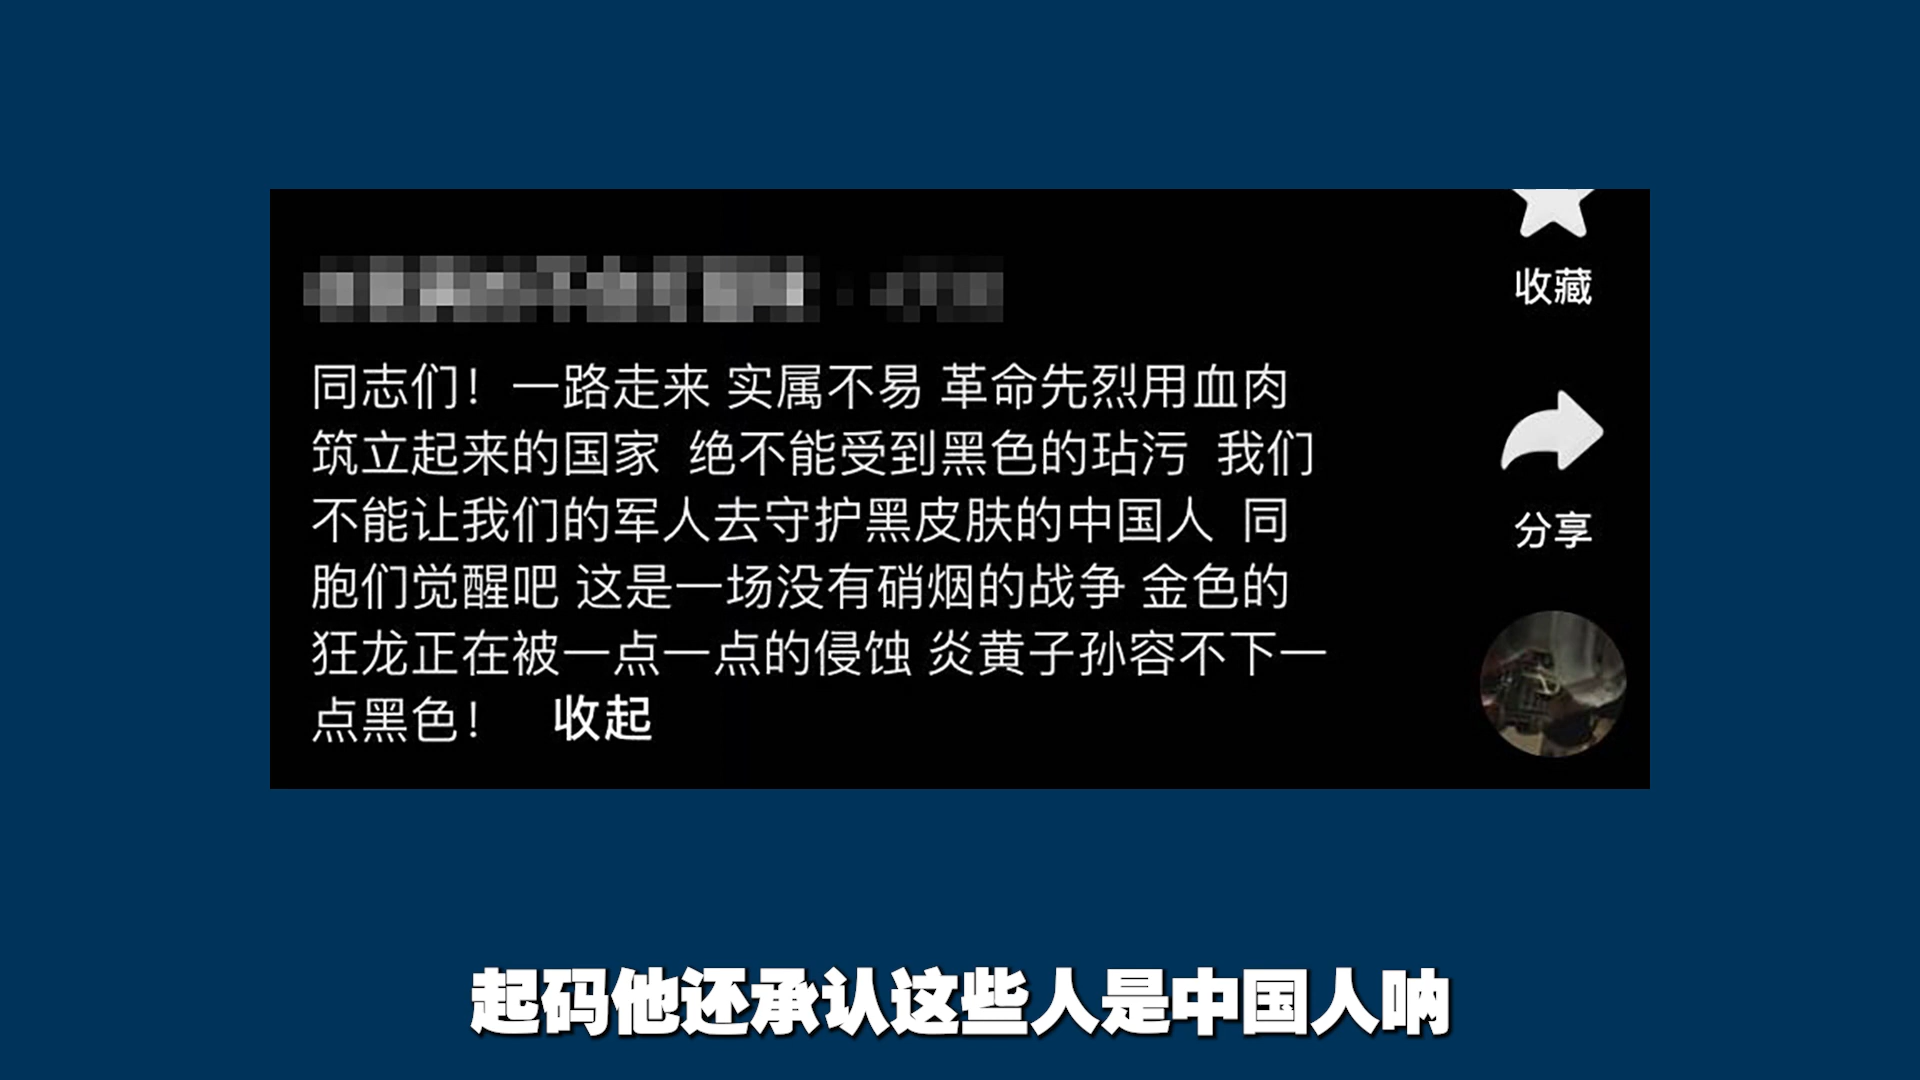 收藏
同志们！一路走来 实属不易 革命先烈用血肉
筑立起来的国家 绝不能受到黑色的玷污 我们
不能让我们的军人去守护黑皮肤的中国人 同
胞们觉醒吧 这是一场没有硝烟的战争 金色的
狂龙正在被一点一点的侵蚀 炎黄子孙容不下一
点黑色！ 收起
分享
起码他还承认这些人是中国人呐